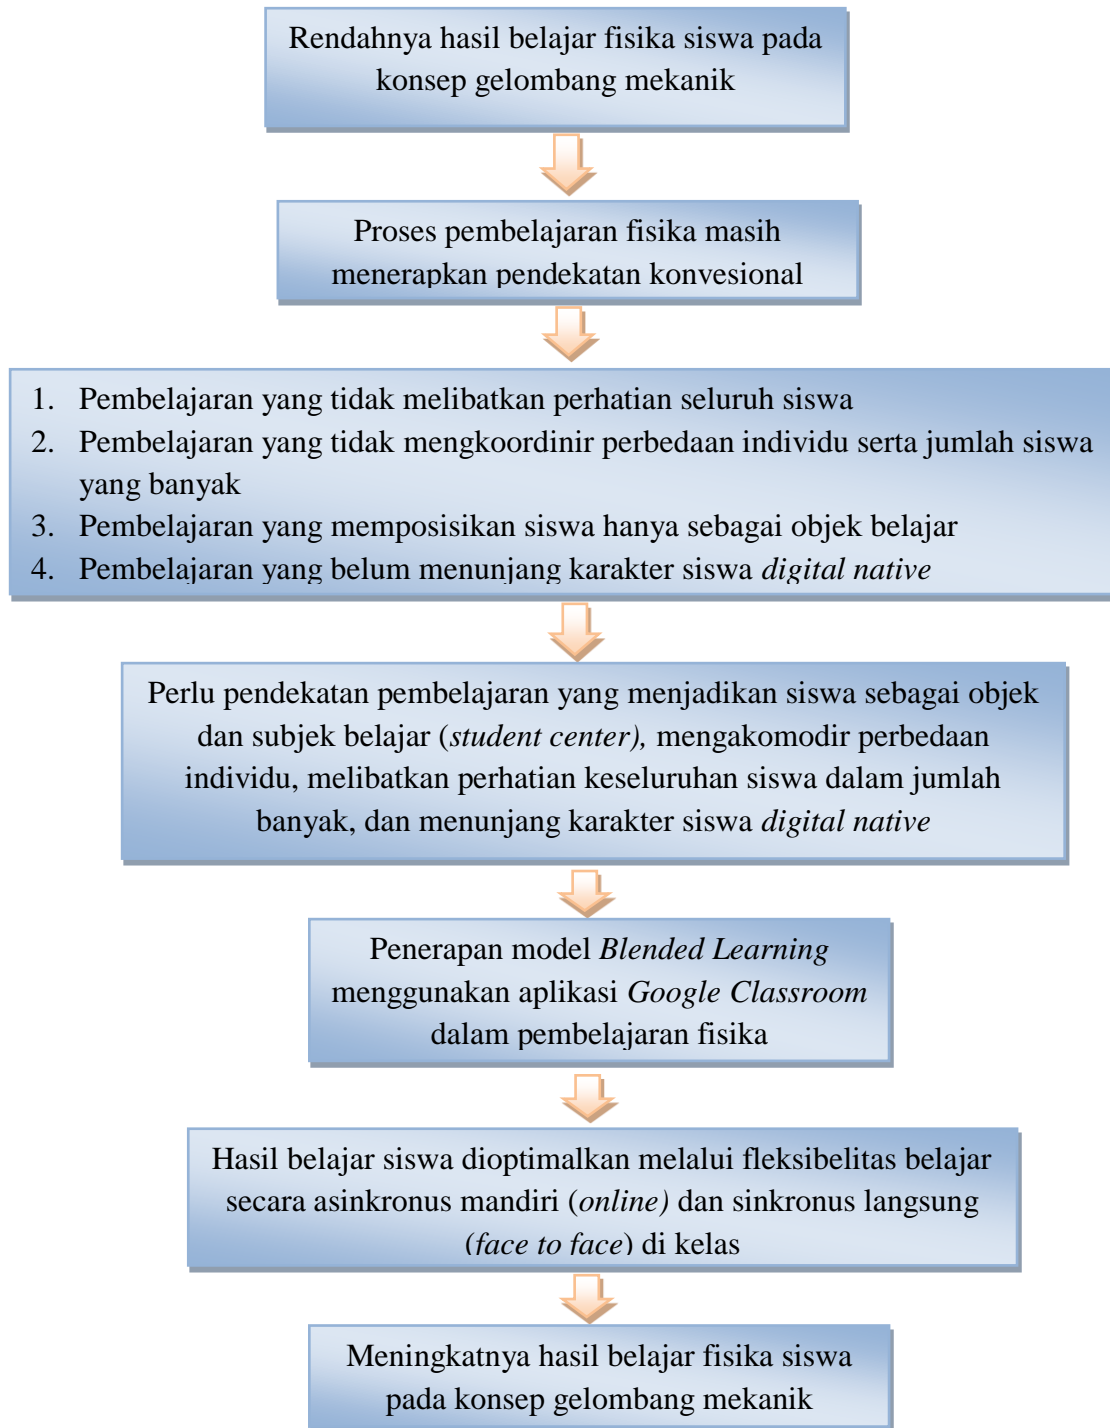 Rendahnya hasil belajar fisika siswa pada
konsep gelombang mekanik
Proses pembelajaran fisika masih
menerapkan pendekatan konvesional
1. Pembelajaran yang tidak melibatkan perhatian seluruh siswa
2. Pembelajaran yang tidak mengkoordinir perbedaan individu serta jumlah siswa
yang banyak
3. Pembelajaran yang memposisikan siswa hanya sebagai objek belajar
4. Pembelajaran yang belum menunjang karakter siswa digital native
Perlu pendekatan pembelajaran yang menjadikan siswa sebagai objek
dan subjek belajar (student center), mengakomodir perbedaan
individu, melibatkan perhatian keseluruhan siswa dalam jumlah
banyak, dan menunjang karakter siswa digital native
Penerapan model Blended Learning
menggunakan aplikasi Google Classroom
dalam pembelajaran fisika
Hasil belajar siswa dioptimalkan melalui fleksibelitas belajar
secara asinkronus mandiri (online) dan sinkronus langsung
(face to face) di kelas
Meningkatnya hasil belajar fisika siswa
pada konsep gelombang mekanik